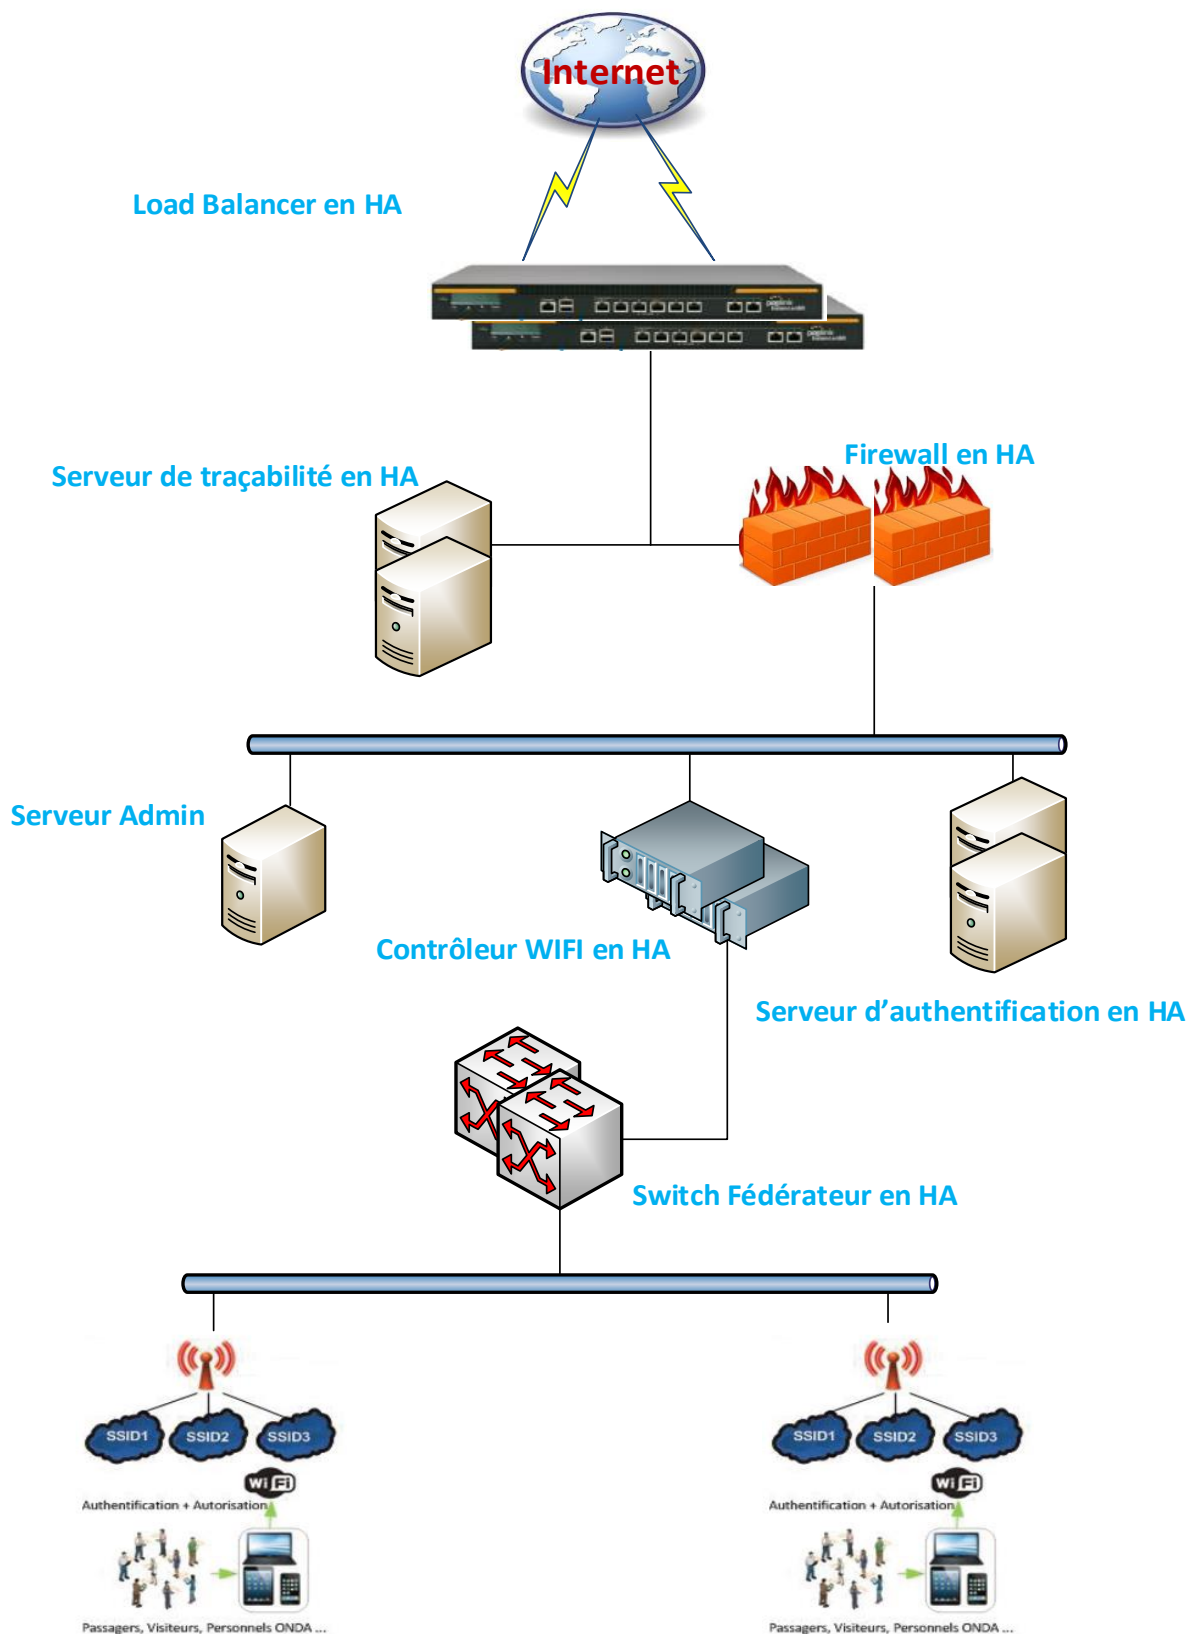 Internet
Load Balancer en HA
peplink
peplink
Serveur de traçabilité en HA
Firewall en HA
Serveur Admin
Contrôleur WIFI en HA
Serveur d’authentification en HA
Switch Fédérateur en HA
SSID1 SSID2 SSID3
SSID1 SSID2 SSID3
Wi Fi
Wi Fi
Authentification + Autorisation
Authentification + Autorisation
Passagers, Visiteurs, Personnels ONDA ...
Passagers, Visiteurs, Personnels ONDA ...